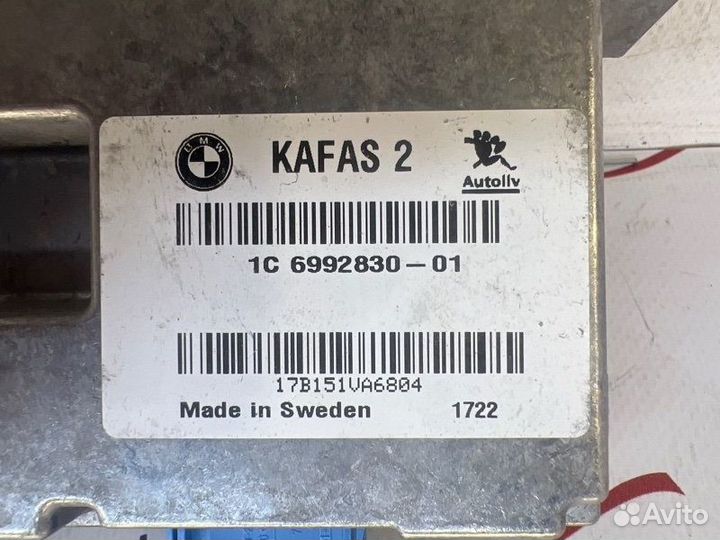 BMW
KAFAS 2
Autoliv
1C 6992830-01
17B151VA6804
Made in Sweden 1722
Avito